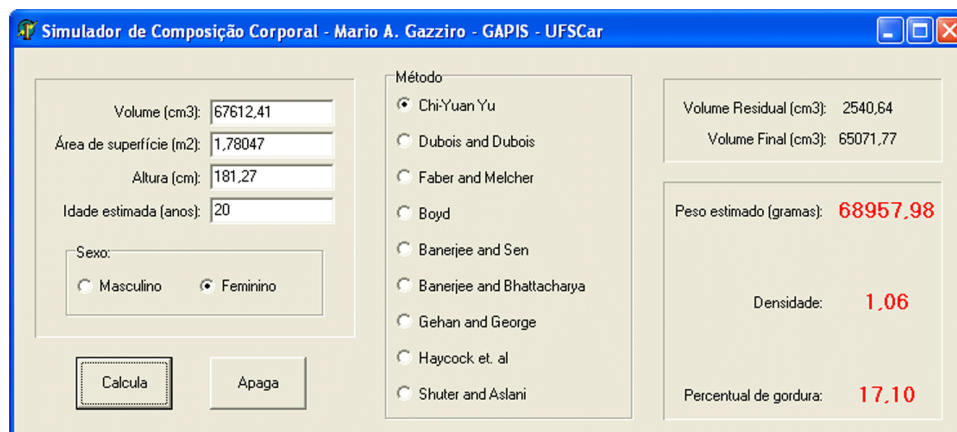 Simulador de Composição Corporal - Mario A. Gazziro - GAPIS - UFSCar
Volume (cm3): 67612,41
Área de superfície (m2): 1,78047
Altura (cm): 181,27
Idade estimada (anos): 20
Sexo:
Masculino Feminino
Calcula Apaga
Método
Chi-Yuan Yu
Dubois and Dubois
Faber and Melcher
Boyd
Banerjee and Sen
Banerjee and Bhattacharya
Gehan and George
Haycock et. al
Shuter and Aslani
Volume Residual (cm3): 2540,64
Volume Final (cm3): 65071,77
Peso estimado (gramas): 68957,98
Densidade: 1,06
Percentual de gordura: 17,10